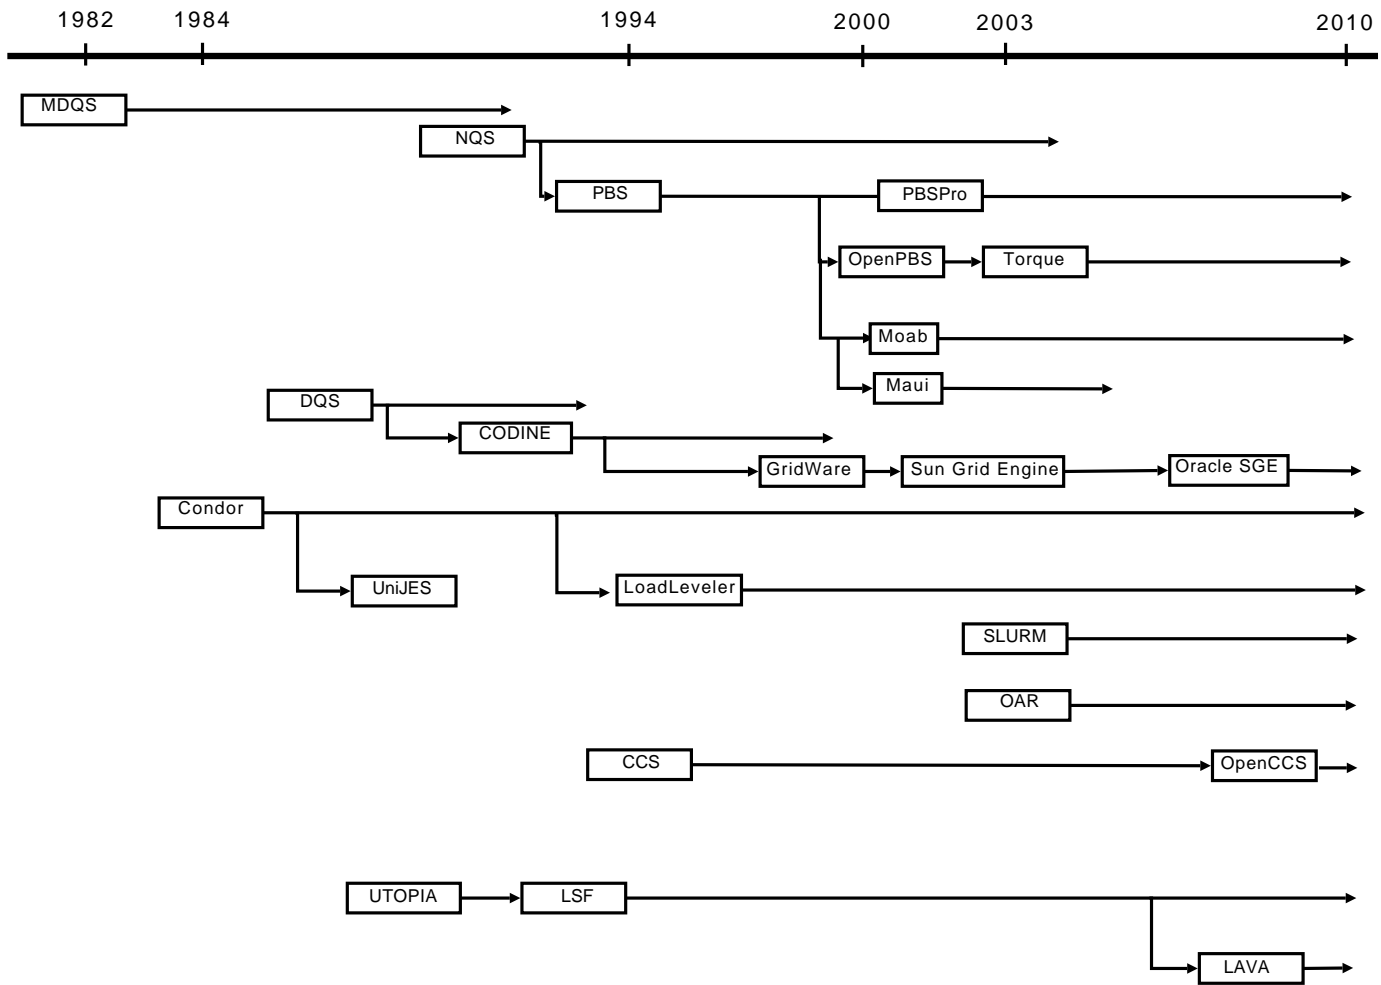 1982 1984 1994 2000 2003 2010
MDQS
NQS
PBS PBSPro
OpenPBS Torque
Moab
Maui
DQS
CODINE
GridWare Sun Grid Engine Oracle SGE
Condor
UniJES LoadLeveler
SLURM
OAR
CCS OpenCCS
UTOPIA LSF
LAVA